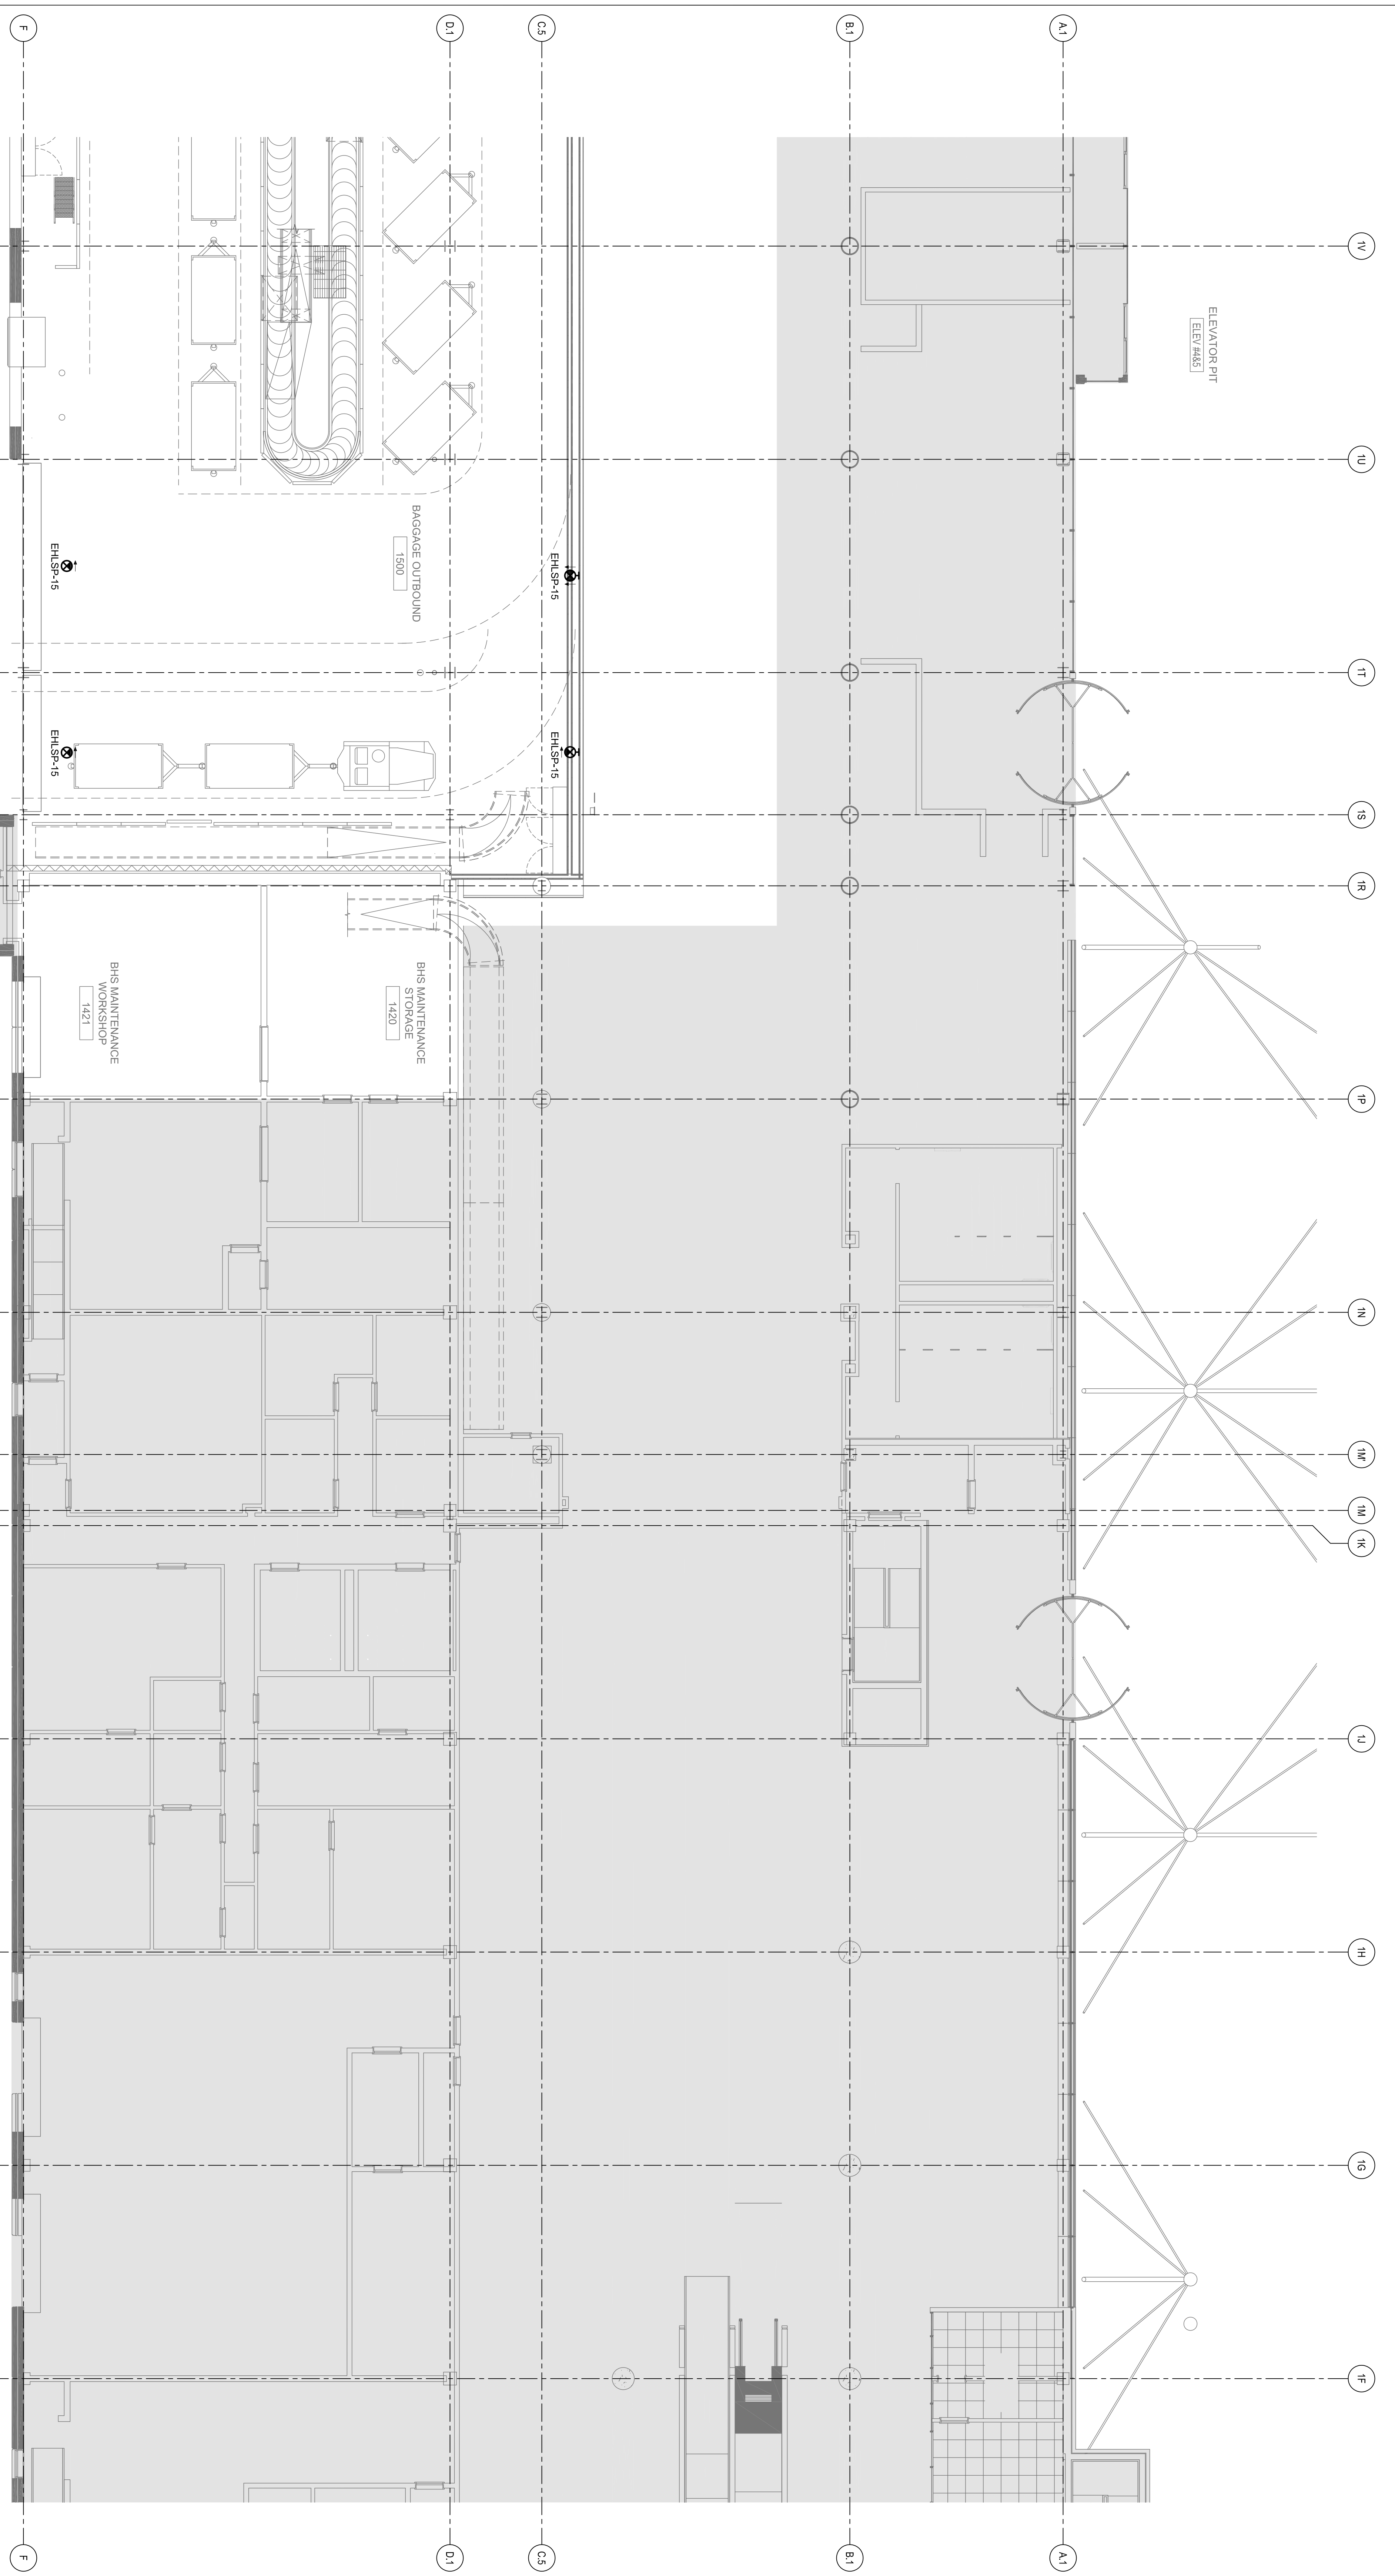 F
D.1
C.5
B.1
A.1
1V
1U
1T
1S
1R
1P
1N
1M'
1M
1K
1J
1H
1G
1F
ELEVATOR PIT
ELEV #4&5
BAGGAGE OUTBOUND
1500
EHLSP-15
EHLSP-15
EHLSP-15
EHLSP-15
BHS MAINTENANCE
STORAGE
1420
BHS MAINTENANCE
WORKSHOP
1421
F
D.1
C.5
B.1
A.1